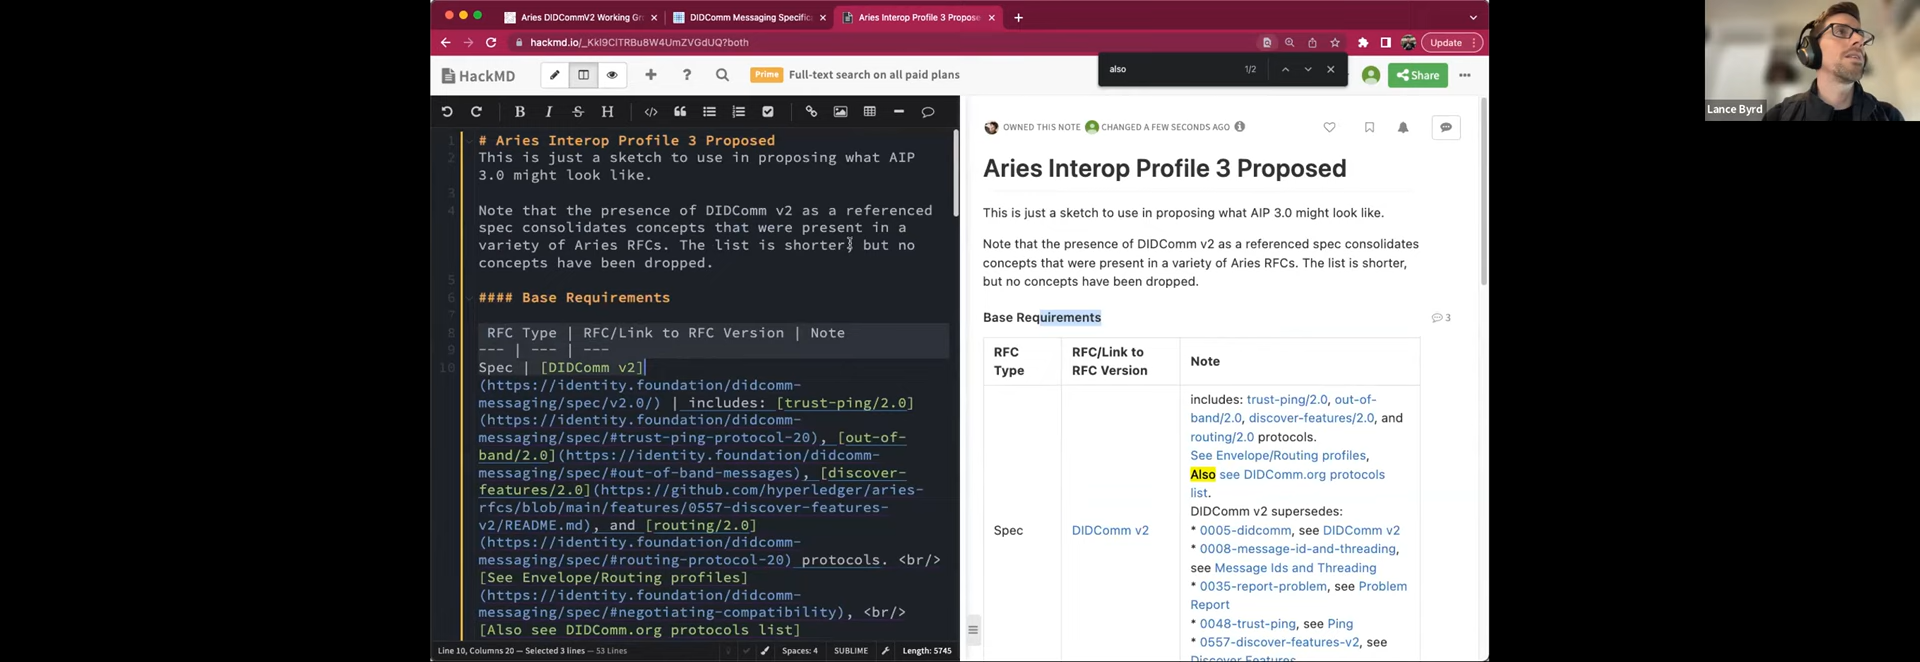 Aries DIDCommV2 Working Gr
DIDComm Messaging Specific
Aries Interop Profile 3 Propose
hackmd.io/_KkI9ClTRBu8W4UmZVGdUQ?both
Update
also
1/2
HackMD
Prime
Full-text search on all paid plans
Share
Lance Byrd
1 # Aries Interop Profile 3 Proposed
2 This is just a sketch to use in proposing what AIP
3.0 might look like.
3
4 Note that the presence of DIDComm v2 as a referenced
spec consolidates concepts that were present in a
variety of Aries RFCs. The list is shorter, but no
concepts have been dropped.
5
6 #### Base Requirements
7
8 RFC Type | RFC/Link to RFC Version | Note
9 --- | --- | ---
10 Spec | [DIDComm v2]
(https://identity.foundation/didcomm-
messaging/spec/v2.0/) | includes: [trust-ping/2.0]
(https://identity.foundation/didcomm-
messaging/spec/#trust-ping-protocol-20), [out-of-
band/2.0](https://identity.foundation/didcomm-
messaging/spec/#out-of-band-messages), [discover-
features/2.0](https://github.com/hyperledger/aries-
rfcs/blob/main/features/0557-discover-features-
v2/README.md), and [routing/2.0]
(https://identity.foundation/didcomm-
messaging/spec/#routing-protocol-20) protocols. <br/>
[See Envelope/Routing profiles]
(https://identity.foundation/didcomm-
messaging/spec/#negotiating-compatibility), <br/>
[Also see DIDComm.org protocols list]
Line 10, Columns 20 — Selected 3 lines — 53 Lines
Spaces: 4
SUBLIME
Length: 5745
OWNED THIS NOTE
CHANGED A FEW SECONDS AGO
Aries Interop Profile 3 Proposed
This is just a sketch to use in proposing what AIP 3.0 might look like.
Note that the presence of DIDComm v2 as a referenced spec consolidates
concepts that were present in a variety of Aries RFCs. The list is shorter,
but no concepts have been dropped.
Base Requirements
3
RFC
Type
RFC/Link to
RFC Version
Note
Spec
DIDComm v2
includes: trust-ping/2.0, out-of-
band/2.0, discover-features/2.0, and
routing/2.0 protocols.
See Envelope/Routing profiles,
Also see DIDComm.org protocols
list.
DIDComm v2 supersedes:
* 0005-didcomm, see DIDComm v2
* 0008-message-id-and-threading,
see Message Ids and Threading
* 0035-report-problem, see Problem
Report
* 0048-trust-ping, see Ping
* 0557-discover-features-v2, see
Discover Features